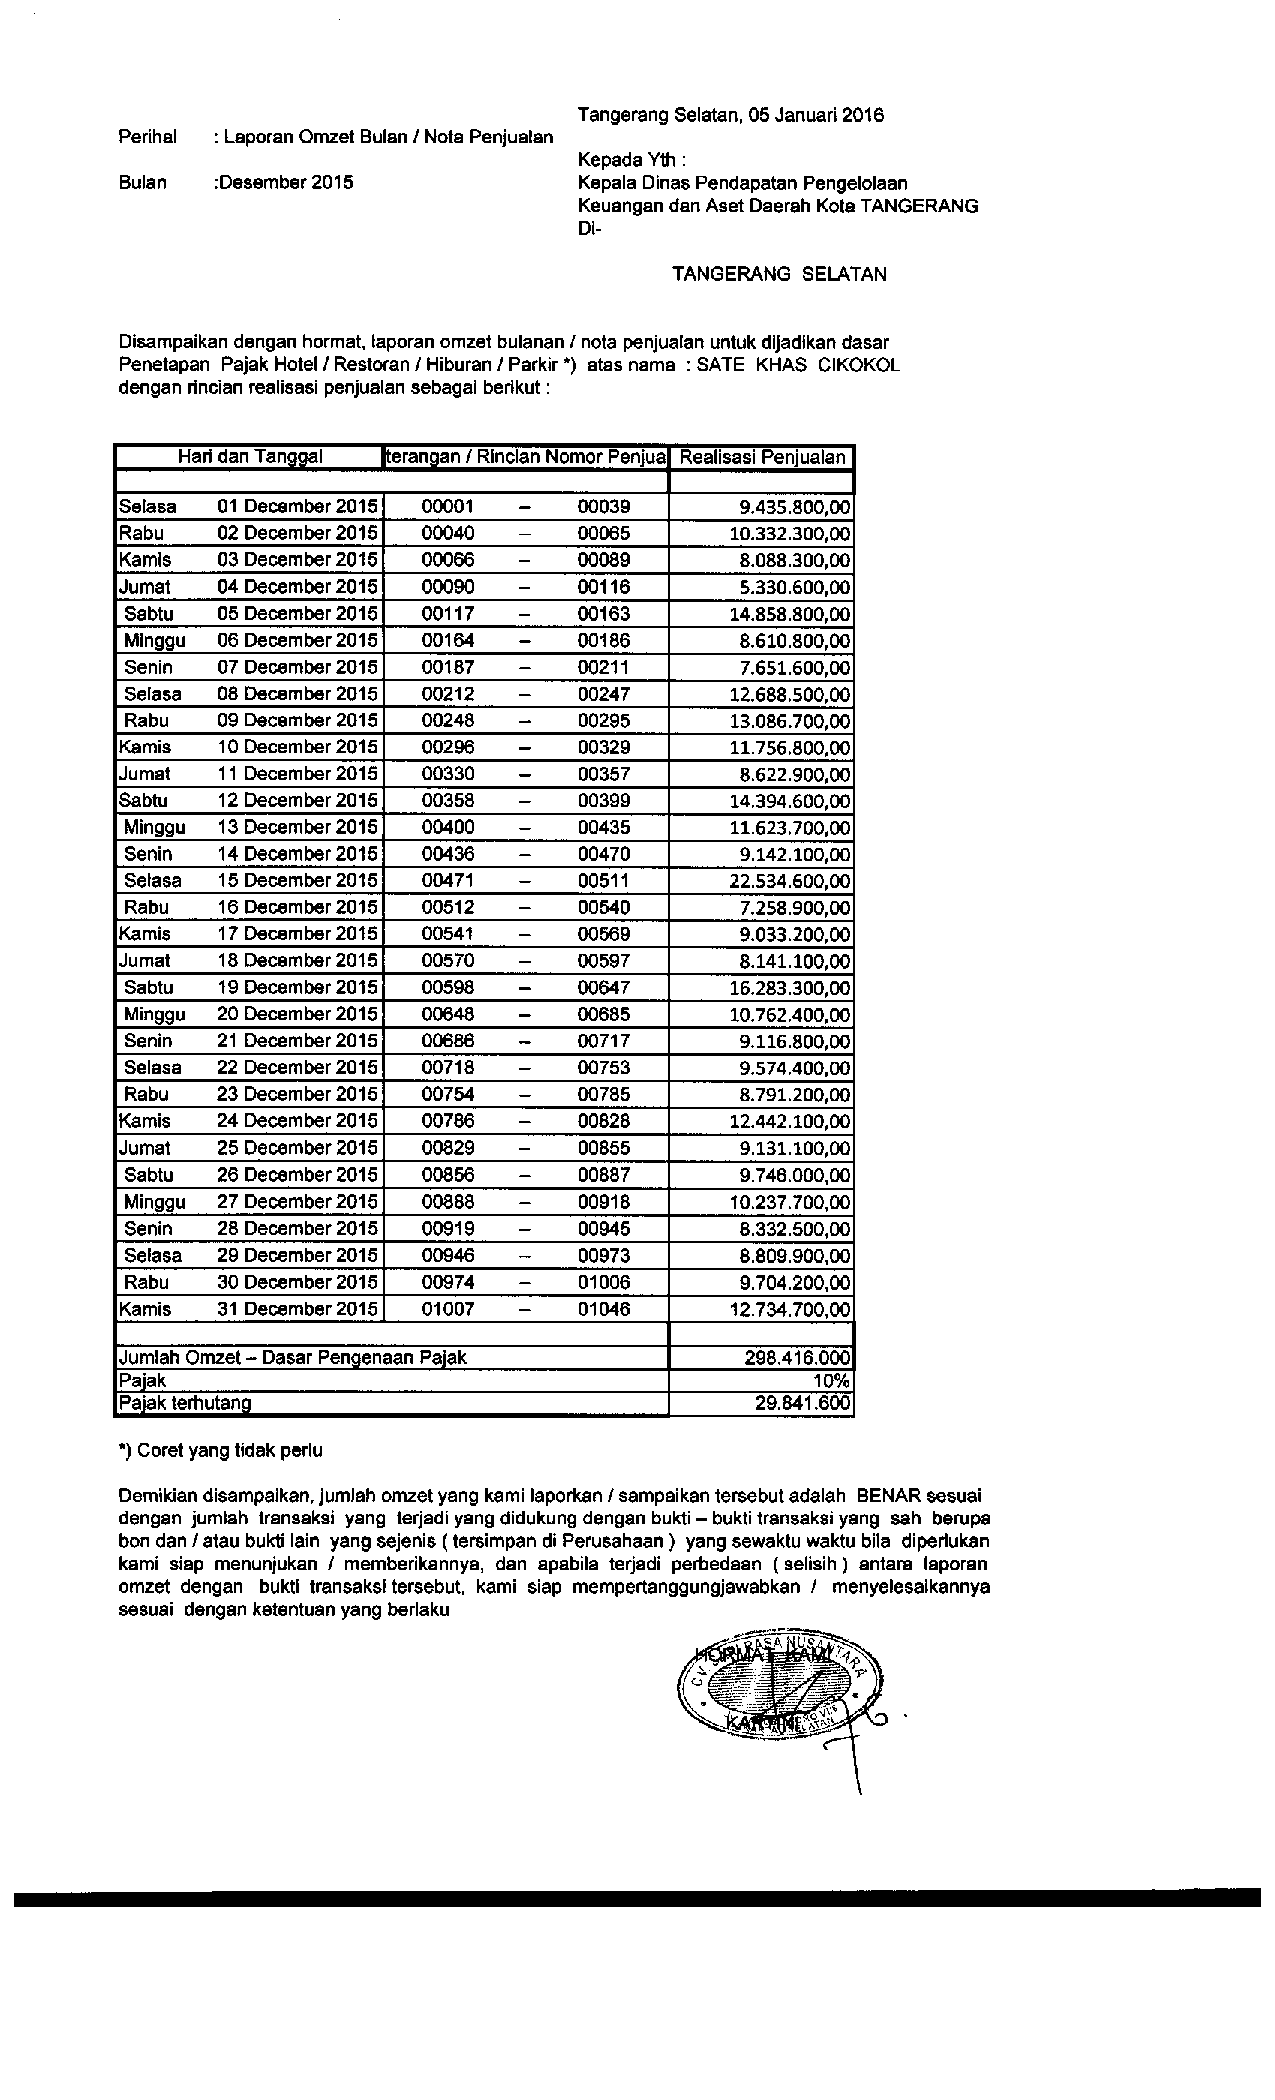 Tangerang Selatan, 05 Januari 2016
Perihal : Laporan Omzet Bulan / Nota Penjualan
Kepada Yth :
Bulan :Desember 2015 Kepala Dinas Pendapatan Pengelolaan
Keuangan dan Aset Daerah Kota TANGERANG
Di-
TANGERANG SELATAN
Disampaikan dengan hormat, laporan omzet bulanan / nota penjualan untuk dijadikan dasar
Penetapan Pajak Hotel / Restoran / Hiburan / Parkir *) atas nama : SATE KHAS CIKOKOL
dengan rincian realisasi penjualan sebagai berikut :
Hari dan Tanggal terangan / Rincian Nomor Penjua Realisasi Penjualan
Selasa 01 December 2015 00001 – 00039 9.435.800,00
Rabu 02 December 2015 00040 – 00065 10.332.300,00
Kamis 03 December 2015 00066 – 00089 8.088.300,00
Jumat 04 December 2015 00090 – 00116 5.330.600,00
Sabtu 05 December 2015 00117 – 00163 14.858.800,00
Minggu 06 December 2015 00164 – 00186 8.610.800,00
Senin 07 December 2015 00187 – 00211 7.651.600,00
Selasa 08 December 2015 00212 – 00247 12.688.500,00
Rabu 09 December 2015 00248 – 00295 13.086.700,00
Kamis 10 December 2015 00296 – 00329 11.756.800,00
Jumat 11 December 2015 00330 – 00357 8.622.900,00
Sabtu 12 December 2015 00358 – 00399 14.394.600,00
Minggu 13 December 2015 00400 – 00435 11.623.700,00
Senin 14 December 2015 00436 – 00470 9.142.100,00
Selasa 15 December 2015 00471 – 00511 22.534.600,00
Rabu 16 December 2015 00512 – 00540 7.258.900,00
Kamis 17 December 2015 00541 – 00569 9.033.200,00
Jumat 18 December 2015 00570 – 00597 8.141.100,00
Sabtu 19 December 2015 00598 – 00647 16.283.300,00
Minggu 20 December 2015 00648 – 00685 10.762.400,00
Senin 21 December 2015 00686 – 00717 9.116.800,00
Selasa 22 December 2015 00718 – 00753 9.574.400,00
Rabu 23 December 2015 00754 – 00785 8.791.200,00
Kamis 24 December 2015 00786 – 00828 12.442.100,00
Jumat 25 December 2015 00829 – 00855 9.131.100,00
Sabtu 26 December 2015 00856 – 00887 9.746.000,00
Minggu 27 December 2015 00888 – 00918 10.237.700,00
Senin 28 December 2015 00919 – 00945 8.332.500,00
Selasa 29 December 2015 00946 – 00973 8.809.900,00
Rabu 30 December 2015 00974 – 01006 9.704.200,00
Kamis 31 December 2015 01007 – 01046 12.734.700,00
Jumlah Omzet – Dasar Pengenaan Pajak 298.416.000
Pajak 10%
Pajak terhutang 29.841.600
*) Coret yang tidak perlu
Demikian disampaikan, jumlah omzet yang kami laporkan / sampaikan tersebut adalah BENAR sesuai
dengan jumlah transaksi yang terjadi yang didukung dengan bukti – bukti transaksi yang sah berupa
bon dan / atau bukti lain yang sejenis ( tersimpan di Perusahaan ) yang sewaktu waktu bila diperlukan
kami siap menunjukan / memberikannya, dan apabila terjadi perbedaan ( selisih ) antara laporan
omzet dengan bukti transaksi tersebut, kami siap mempertanggungjawabkan / menyelesaikannya
sesuai dengan ketentuan yang berlaku
RASA NUSANTARA
HORMAT KAMI
CV
KARTINI